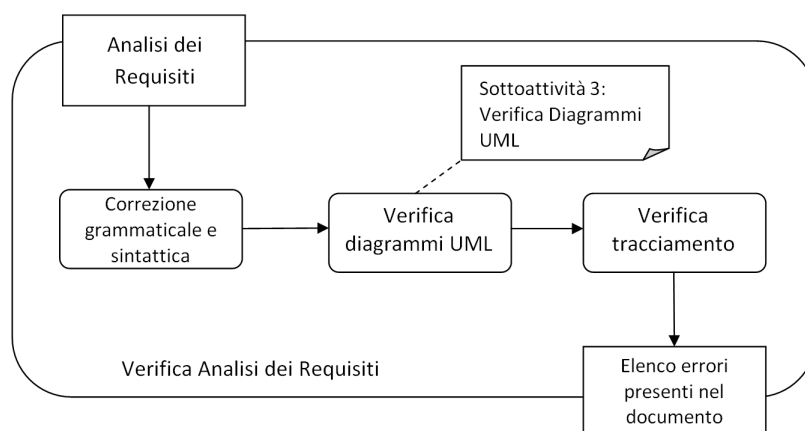 Analisi dei
Requisiti
Sottoattività 3:
Verifica Diagrammi
UML
Correzione
grammaticale e
sintattica
Verifica
diagrammi UML
Verifica
tracciamento
Verifica Analisi dei Requisiti
Elenco errori
presenti nel
documento